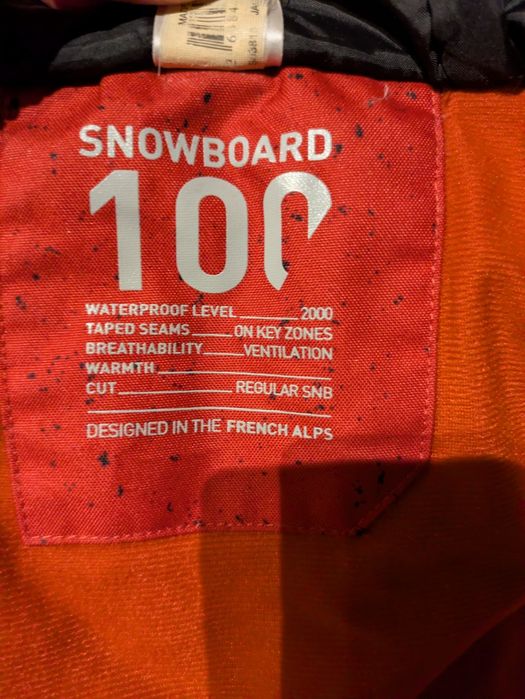 SNOWBOARD
100
WATERPROOF LEVEL 2000
TAPED SEAMS ON KEY ZONES
BREATHABILITY VENTILATION
WARMTH
CUT REGULAR SNB
DESIGNED IN THE FRENCH ALPS